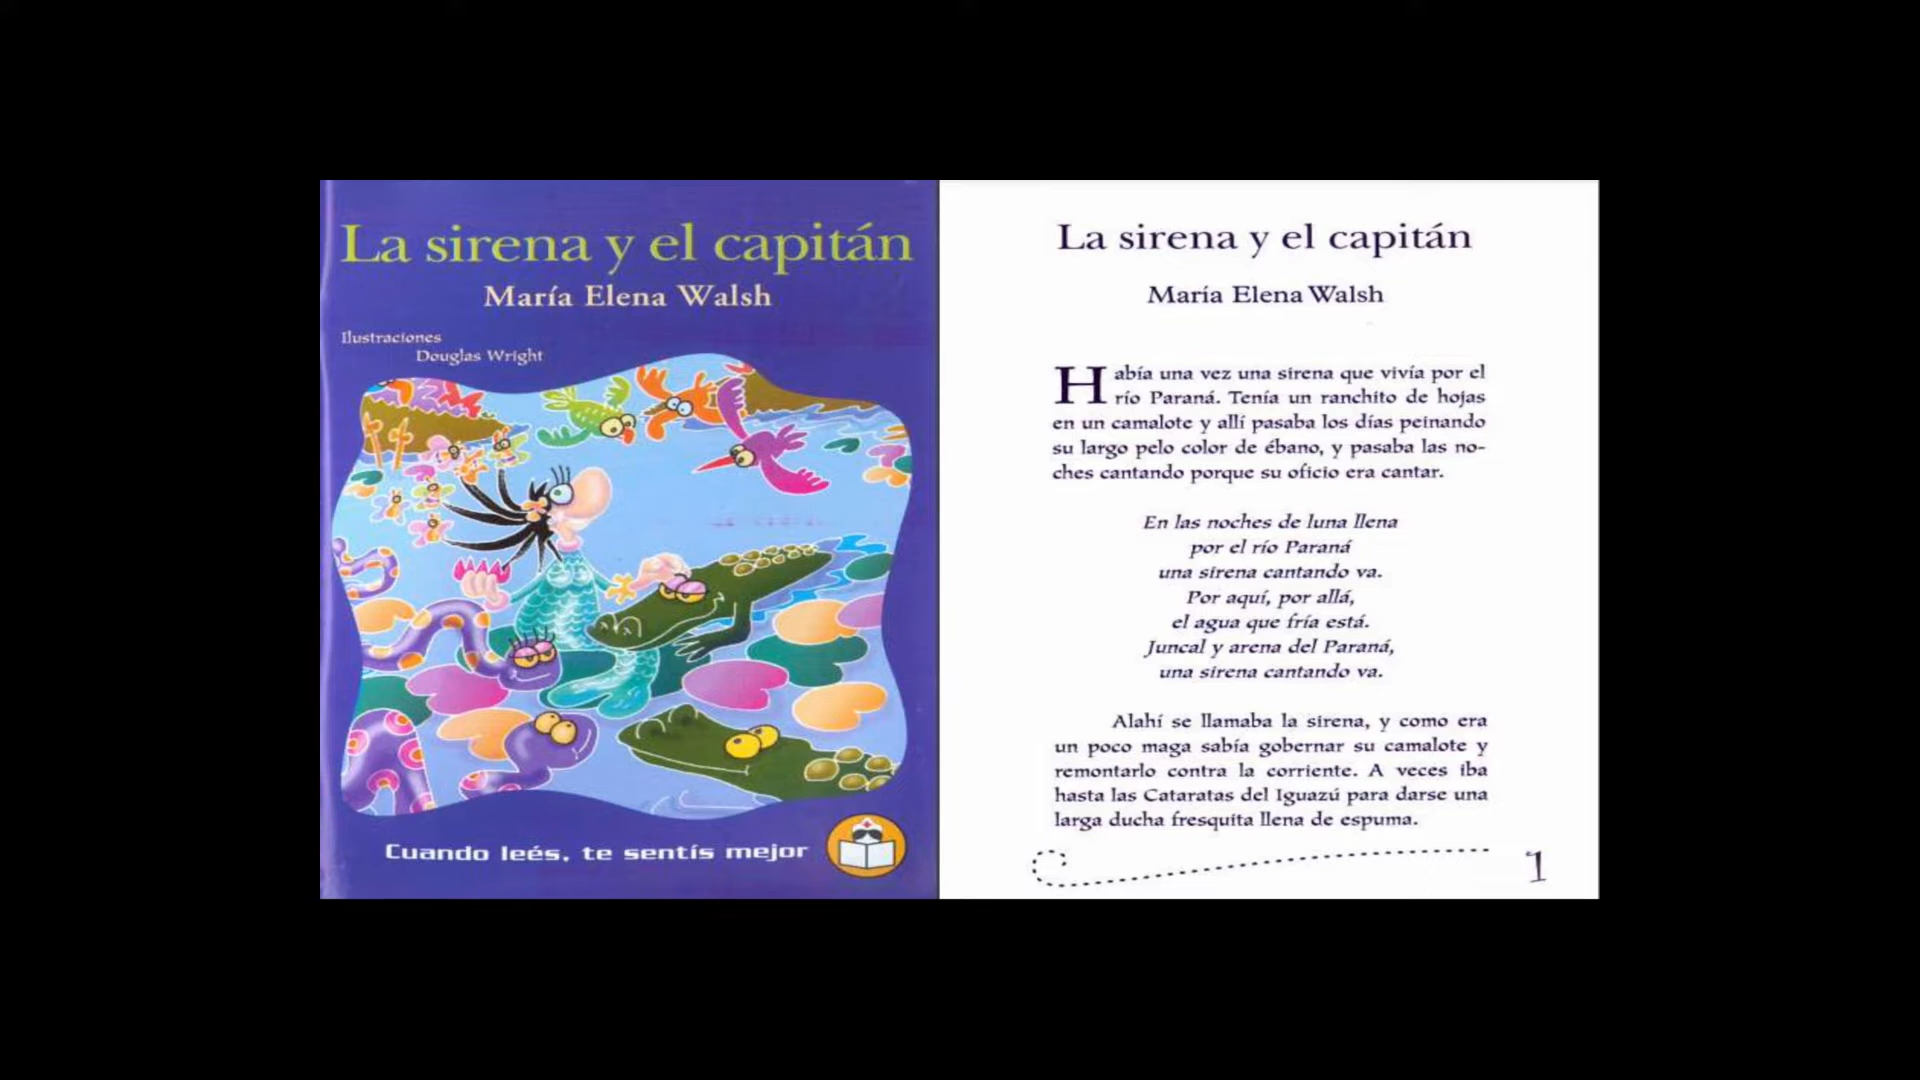 La sirena y el capitán
María Elena Walsh
Ilustraciones
Douglas Wright
Cuando leés, te sentís mejor
La sirena y el capitán
María Elena Walsh
Había una vez una sirena que vivía por el
río Paraná. Tenía un ranchito de hojas
en un camalote y allí pasaba los días peinando
su largo pelo color de ébano, y pasaba las no-
ches cantando porque su oficio era cantar.
En las noches de luna llena
por el río Paraná
una sirena cantando va.
Por aquí, por allá,
el agua que fría está.
Juncal y arena del Paraná,
una sirena cantando va.
Alahí se llamaba la sirena, y como era
un poco maga sabía gobernar su camalote y
remontarlo contra la corriente. A veces iba
hasta las Cataratas del Iguazú para darse una
larga ducha fresquita llena de espuma.
1